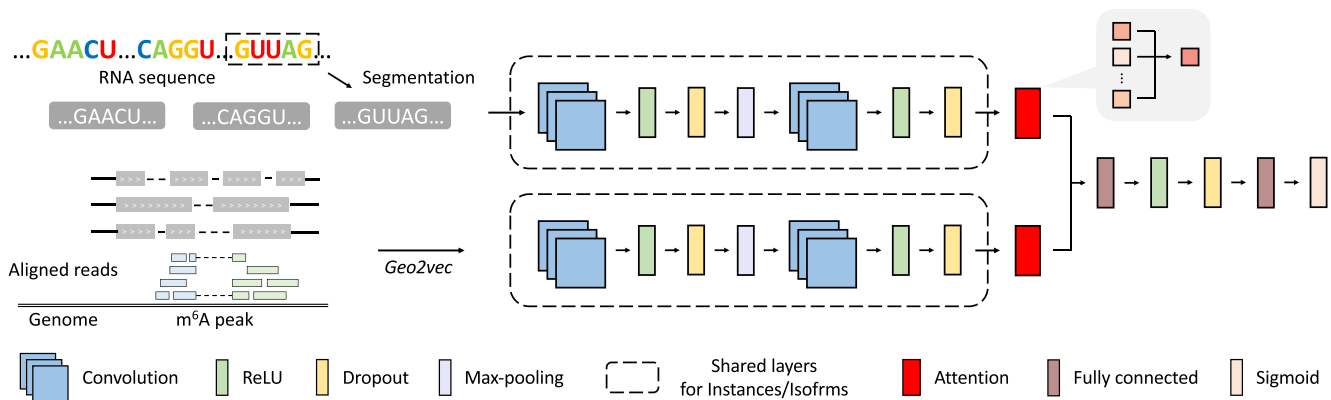 ...GAACU...CAGGU...GUUAG...
RNA sequence
Segmentation
...GAACU...
...CAGGU...
...GUUAG...
Geo2vec
Aligned reads
Genome
m⁶A peak
Convolution
ReLU
Dropout
Max-pooling
Shared layers
for Instances/Isofrms
Attention
Fully connected
Sigmoid